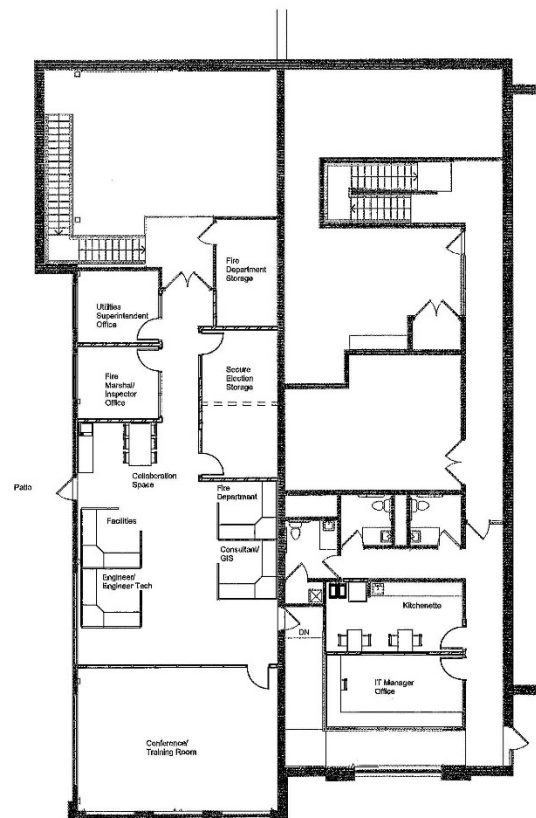 Fire
Department
Storage
Utilities
Superintendent
Office
Fire
Marshal/
Inspector
Office
Secure
Election
Storage
Collaboration
Space
Patio
Fire
Department
Facilities
Consultant/
GIS
Engineer/
Engineer Tech
Kitchenette
DN
IT Manager
Office
Conference/
Training Room